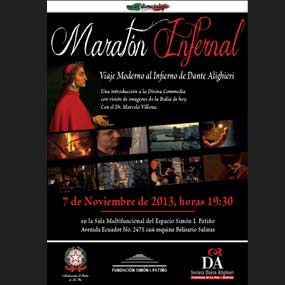 Maratón Infernal
Viaje Moderno al Infierno de Dante Alighieri
Una introducción a la Divina Commedia
con visión de imagenes de la Italia de hoy.
Con el Dr. Marcelo Villena.
7 de Noviembre de 2013, horas 19:30
en la Sala Multifuncional del Espacio Simón I. Patiño
Avenida Ecuador No. 2475 casi esquina Belisario Salinas
FUNDACIÓN SIMÓN I. PATIÑO
DA
Società Dante Alighieri